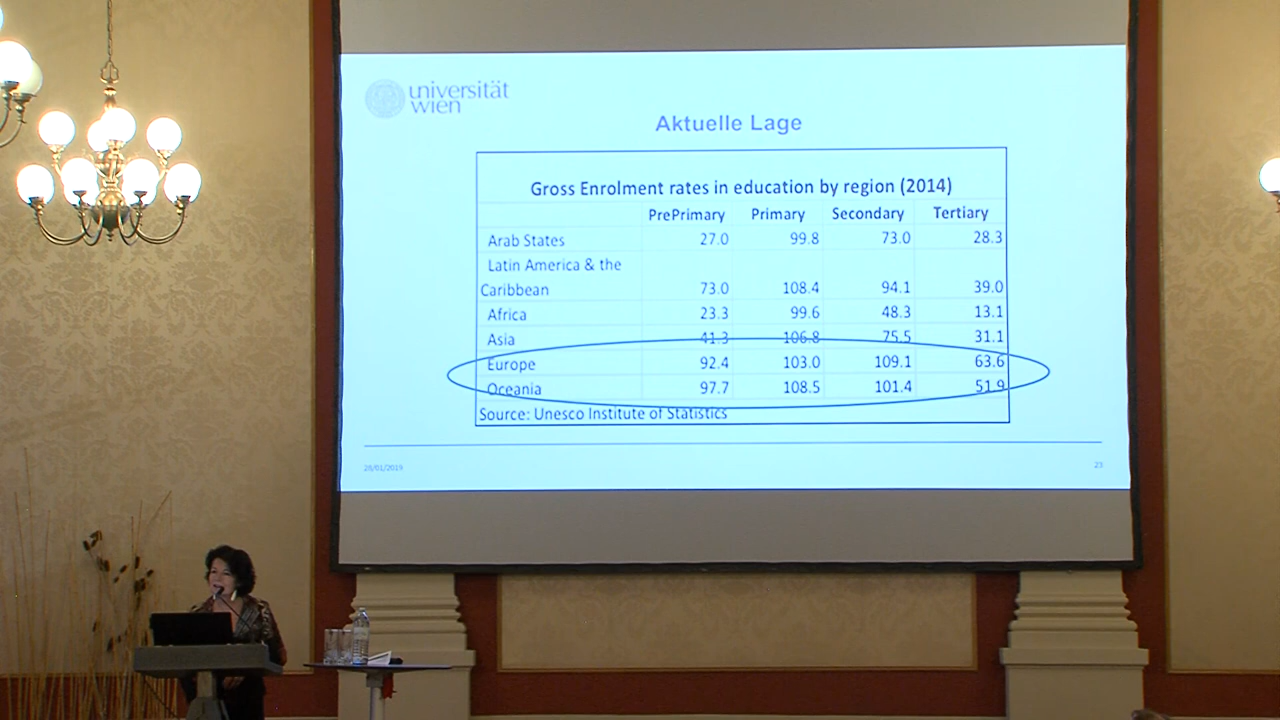 universität
wien
Aktuelle Lage
Gross Enrolment rates in education by region (2014)
PrePrimary Primary Secondary Tertiary
Arab States 27.0 99.8 73.0 28.3
Latin America & the
Caribbean 73.0 108.4 94.1 39.0
Africa 23.3 99.6 48.3 13.1
Asia 41.3 106.8 75.5 31.1
Europe 92.4 103.0 109.1 63.6
Oceania 97.7 108.5 101.4 51.9
Source: Unesco Institute of Statistics
28/01/2019 23